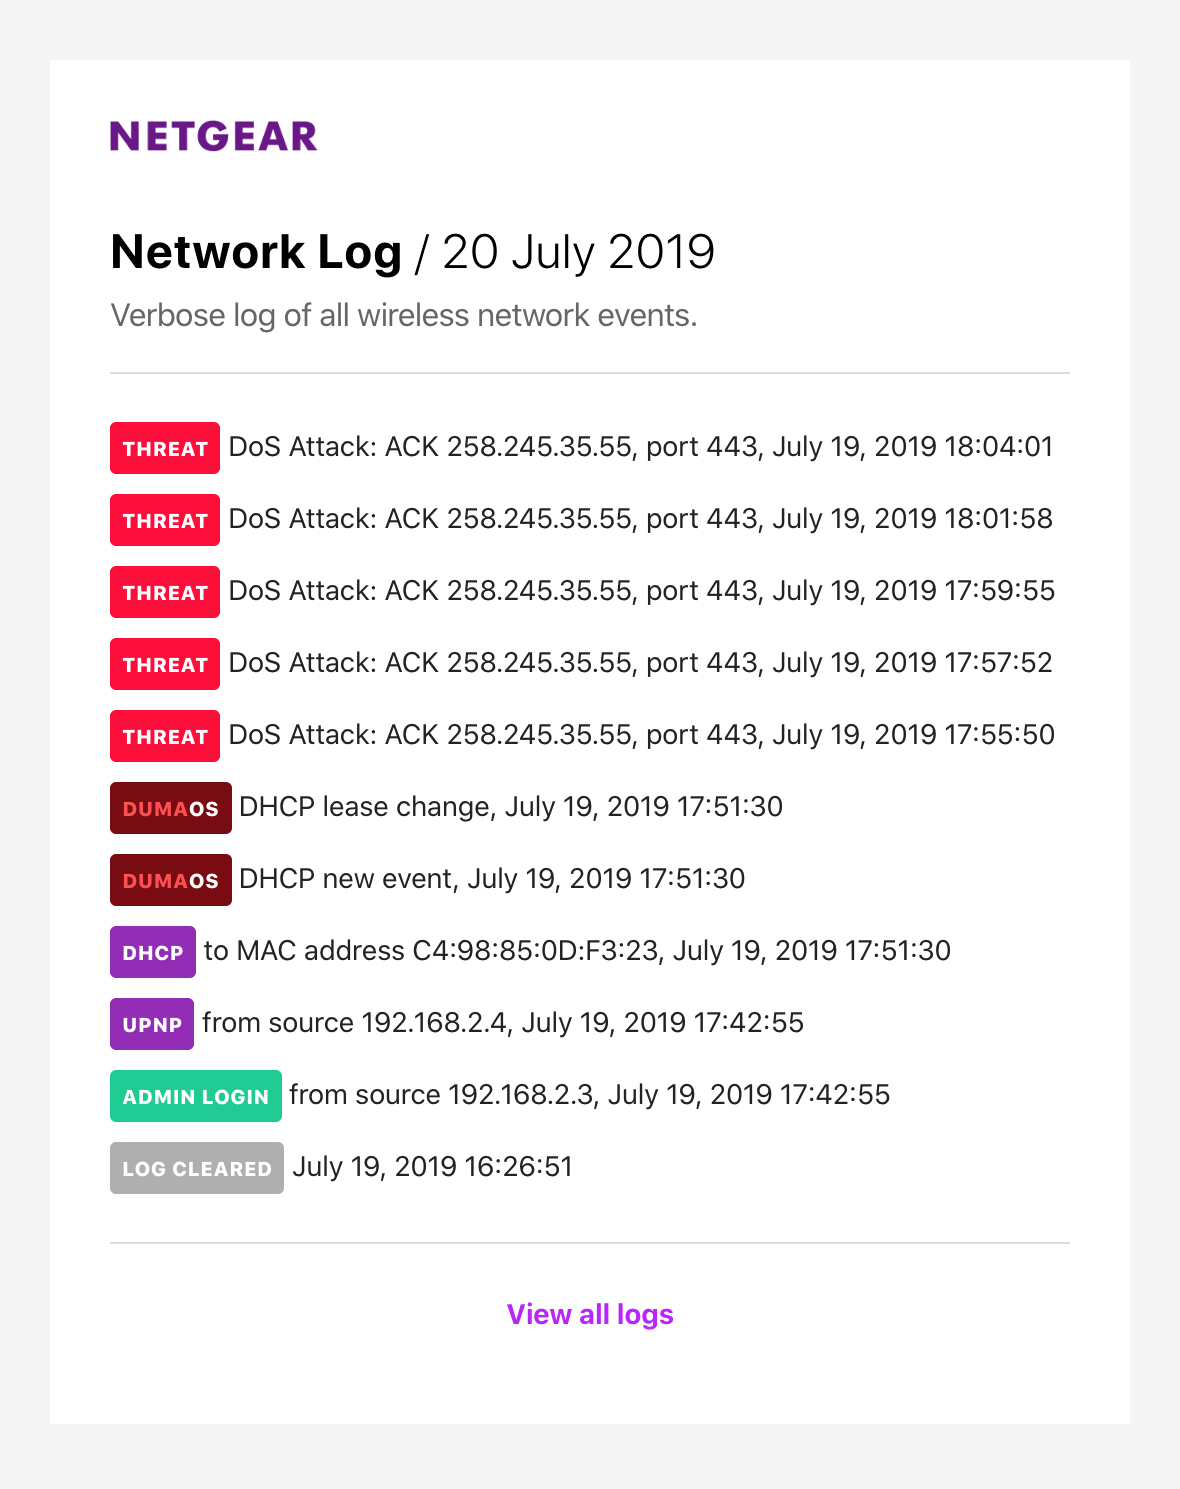 NETGEAR
Network Log / 20 July 2019
Verbose log of all wireless network events.
THREAT DoS Attack: ACK 258.245.35.55, port 443, July 19, 2019 18:04:01
THREAT DoS Attack: ACK 258.245.35.55, port 443, July 19, 2019 18:01:58
THREAT DoS Attack: ACK 258.245.35.55, port 443, July 19, 2019 17:59:55
THREAT DoS Attack: ACK 258.245.35.55, port 443, July 19, 2019 17:57:52
THREAT DoS Attack: ACK 258.245.35.55, port 443, July 19, 2019 17:55:50
DUMAOS DHCP lease change, July 19, 2019 17:51:30
DUMAOS DHCP new event, July 19, 2019 17:51:30
DHCP to MAC address C4:98:85:0D:F3:23, July 19, 2019 17:51:30
UPNP from source 192.168.2.4, July 19, 2019 17:42:55
ADMIN LOGIN from source 192.168.2.3, July 19, 2019 17:42:55
LOG CLEARED July 19, 2019 16:26:51
View all logs